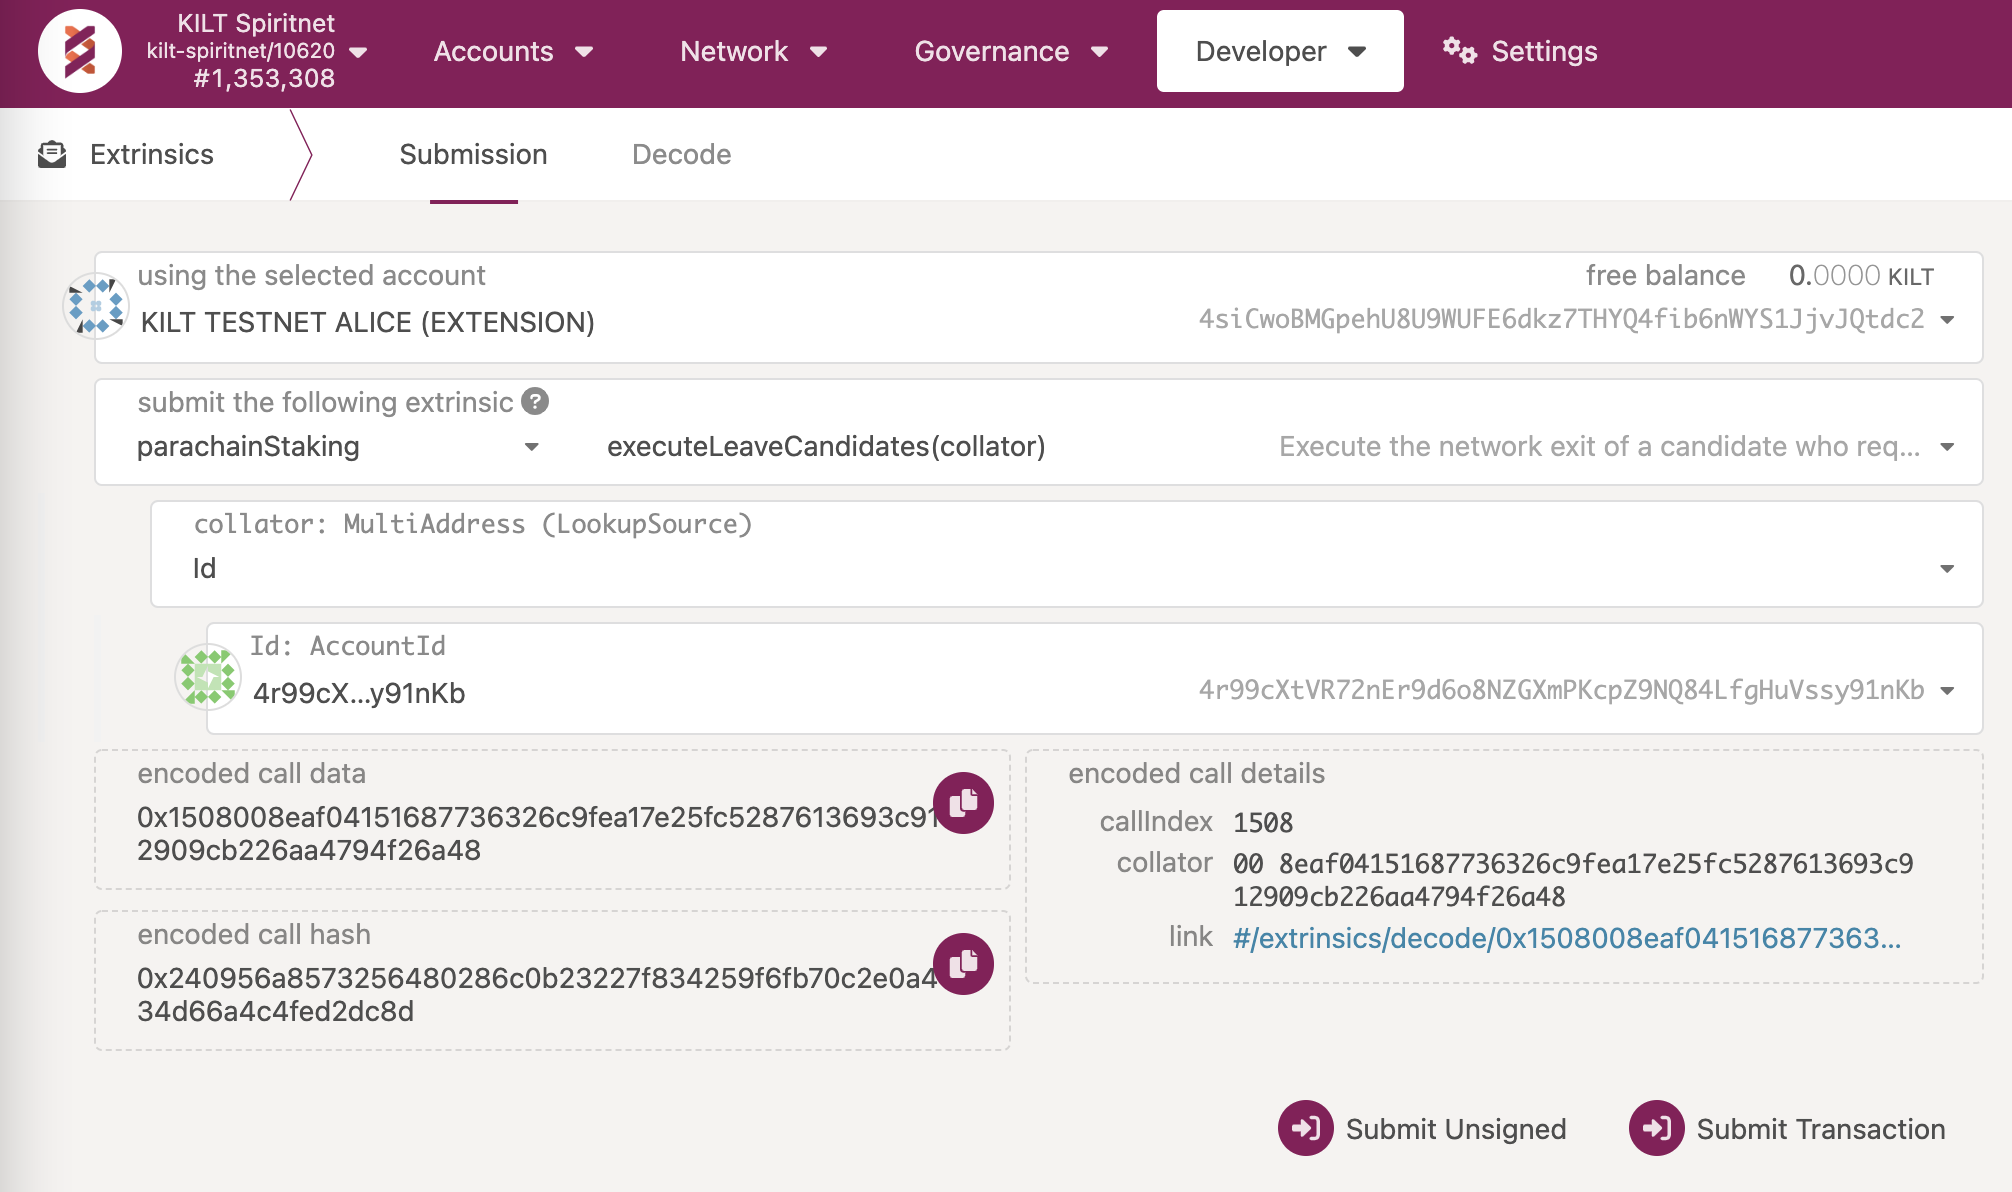 KILT Spiritnet
kilt-spiritnet/10620
#1,353,308
Accounts
Network
Governance
Developer
Settings
Extrinsics
Submission
Decode
using the selected account
free balance 0.0000 KILT
KILT TESTNET ALICE (EXTENSION)
4siCwoBMGpehU8U9WUFE6dkz7THYQ4fib6nWYS1JjvJQtdc2
submit the following extrinsic ?
parachainStaking
executeLeaveCandidates(collator)
Execute the network exit of a candidate who req...
collator: MultiAddress (LookupSource)
Id
Id: AccountId
4r99cX...y91nKb
4r99cXtVR72nEr9d6o8NZGXmPKcpZ9NQ84LfgHuVssy91nKb
encoded call data
0x1508008eaf04151687736326c9fea17e25fc5287613693c91
2909cb226aa4794f26a48
encoded call hash
0x240956a8573256480286c0b23227f834259f6fb70c2e0a4
34d66a4c4fed2dc8d
encoded call details
callIndex 1508
collator 00 8eaf04151687736326c9fea17e25fc5287613693c9
12909cb226aa4794f26a48
link #/extrinsics/decode/0x1508008eaf041516877363...
Submit Unsigned
Submit Transaction